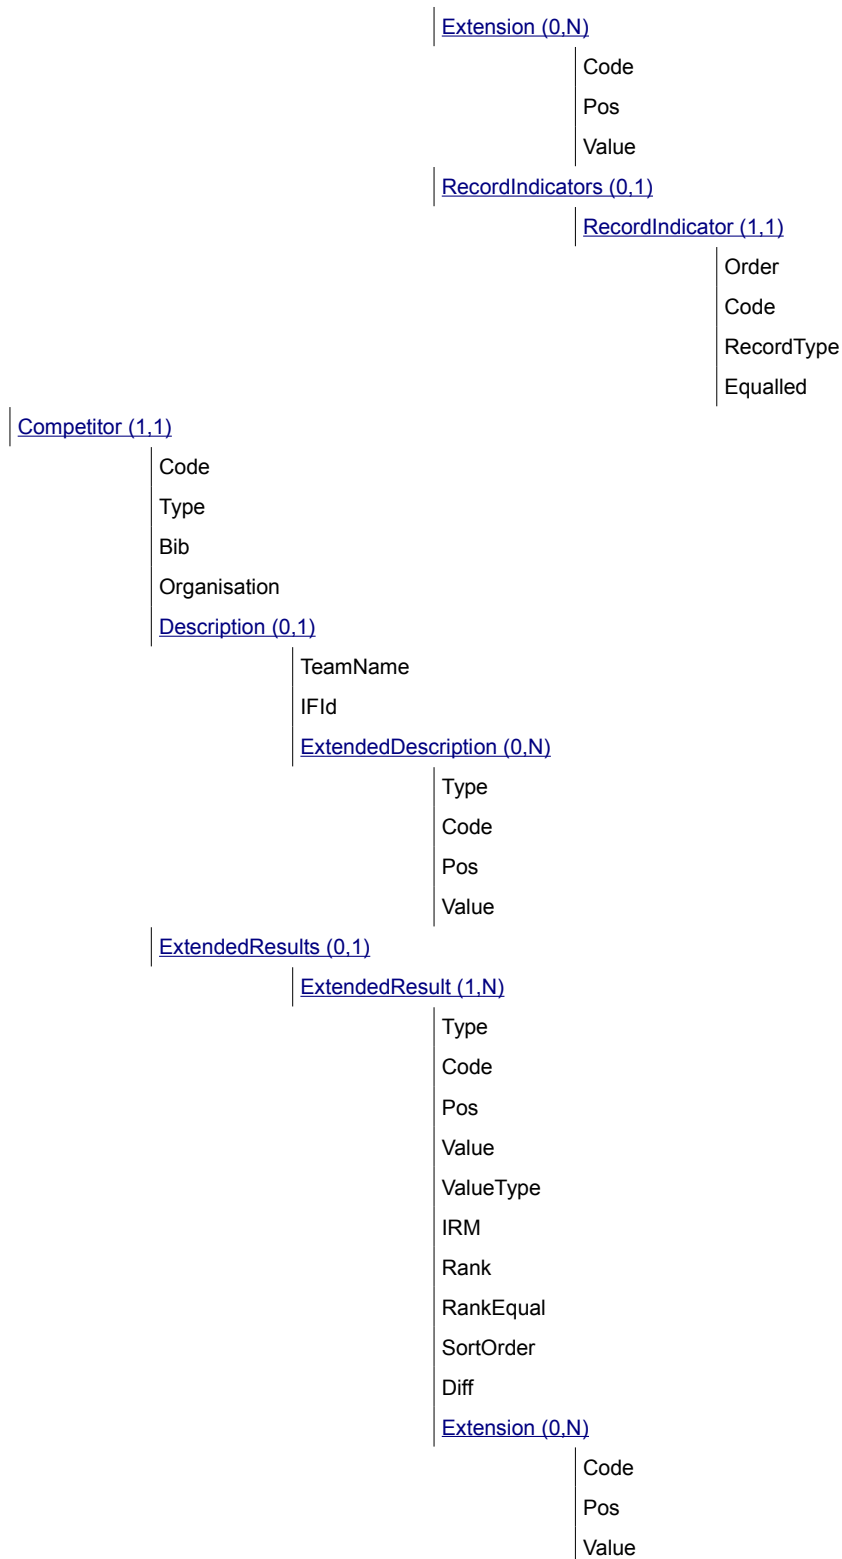 Extension (0,N)
Code
Pos
Value
RecordIndicators (0,1)
RecordIndicator (1,1)
Order
Code
RecordType
Equalled
Competitor (1,1)
Code
Type
Bib
Organisation
Description (0,1)
TeamName
IFId
ExtendedDescription (0,N)
Type
Code
Pos
Value
ExtendedResults (0,1)
ExtendedResult (1,N)
Type
Code
Pos
Value
ValueType
IRM
Rank
RankEqual
SortOrder
Diff
Extension (0,N)
Code
Pos
Value